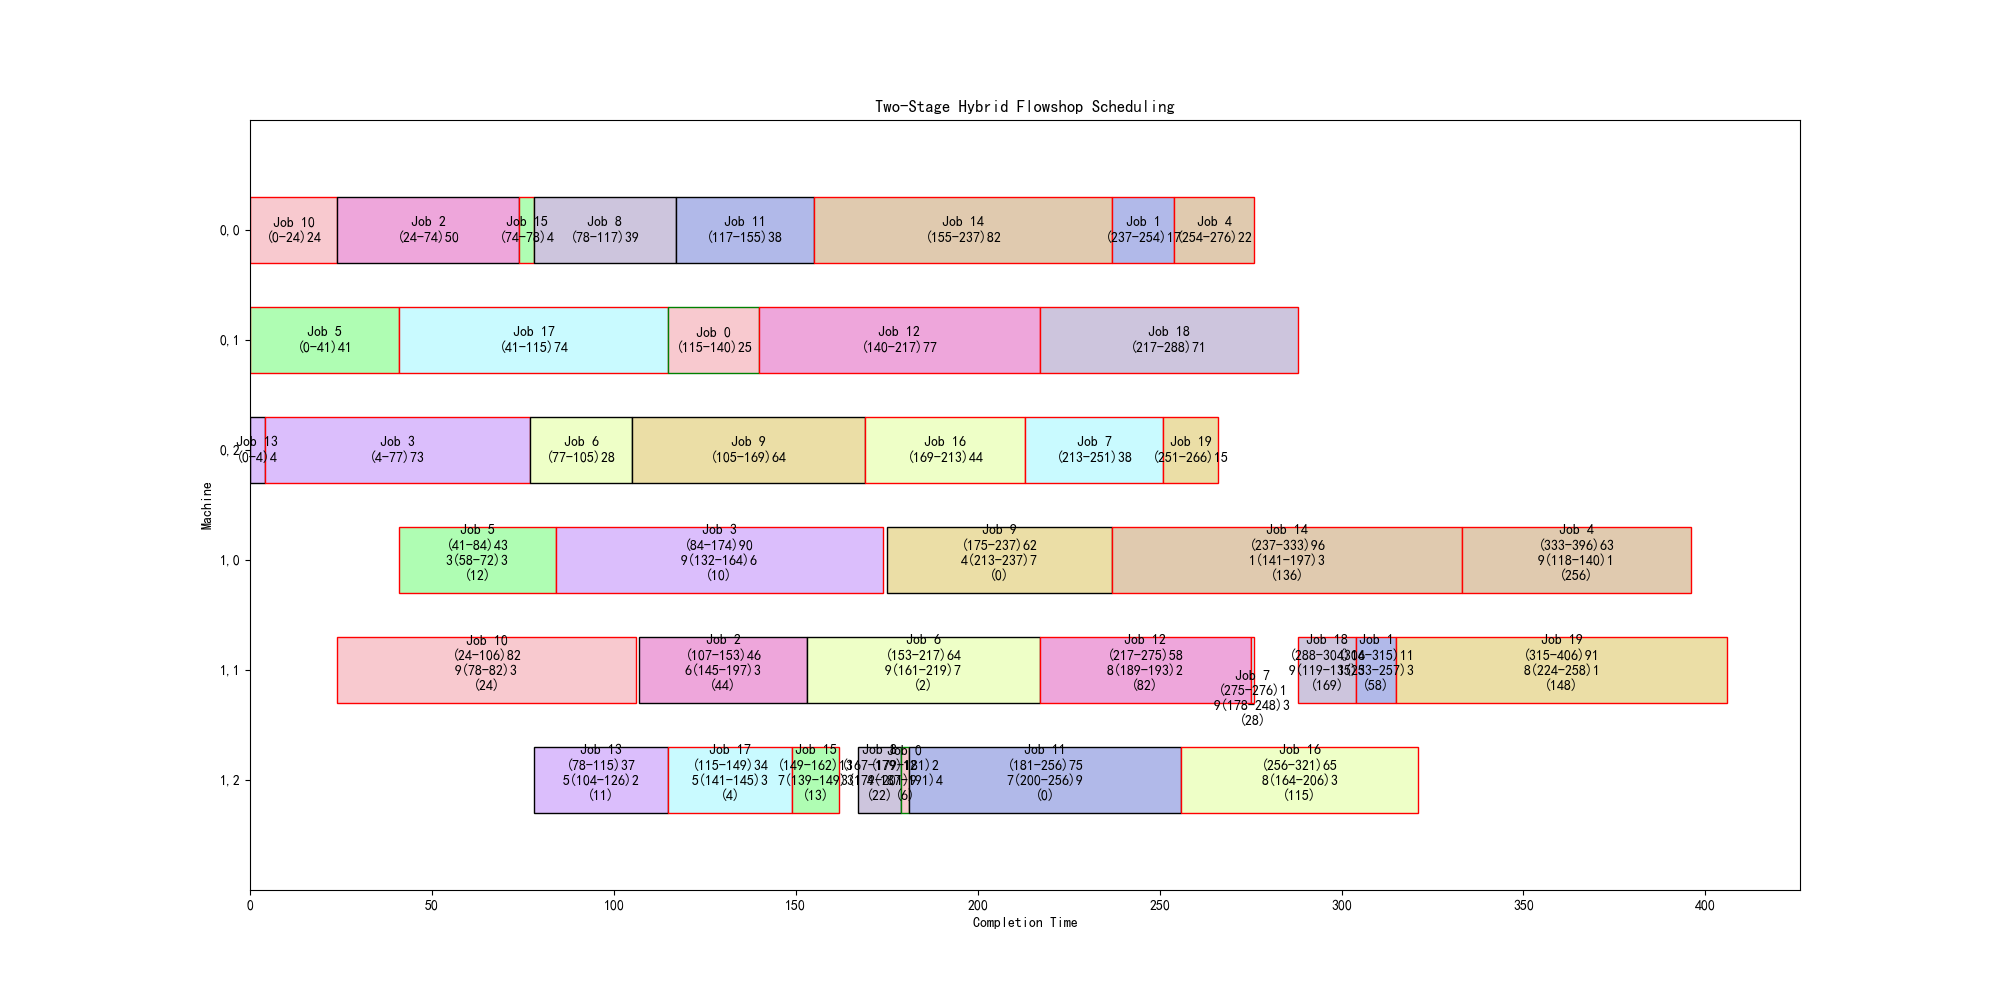 Two-Stage Hybrid Flowshop Scheduling
Machine
0,0
Job 10
(0-24)24
Job 2
(24-74)50
Job 15
(74-78)4
Job 8
(78-117)39
Job 11
(117-155)38
Job 14
(155-237)82
Job 1
(237-254)17
Job 4
(254-276)22
0,1
Job 5
(0-41)41
Job 17
(41-115)74
Job 0
(115-140)25
Job 12
(140-217)77
Job 18
(217-288)71
0,2
Job 13
(0-4)4
Job 3
(4-77)73
Job 6
(77-105)28
Job 9
(105-169)64
Job 16
(169-213)44
Job 7
(213-251)38
Job 19
(251-266)15
1,0
Job 5
(41-84)43
3(58-72)3
(12)
Job 3
(84-174)90
9(132-164)6
(10)
Job 9
(175-237)62
4(213-237)7
(0)
Job 14
(237-333)96
1(141-197)3
(136)
Job 4
(333-396)63
9(118-140)1
(256)
1,1
Job 10
(24-106)82
9(78-82)3
(24)
Job 2
(107-153)46
6(145-197)3
(44)
Job 6
(153-217)64
9(161-219)7
(2)
Job 12
(217-275)58
8(189-193)2
(82)
Job 7
(275-276)1
9(178-248)3
(28)
Job 18
(288-304)16
(169)
Job 1
(304-315)11
(58)
Job 19
(315-406)91
8(224-258)1
(148)
1,2
Job 13
(78-115)37
5(104-126)2
(11)
Job 17
(115-149)34
5(141-145)3
(4)
Job 15
(149-162)13
7(139-149)3
(13)
Job 8
(167-179)12
(22)
Job 0
(179-181)2
(6)
Job 11
(181-256)75
7(200-256)9
(0)
Job 16
(256-321)65
8(164-206)3
(115)
0
50
100
150
200
250
300
350
400
Completion Time